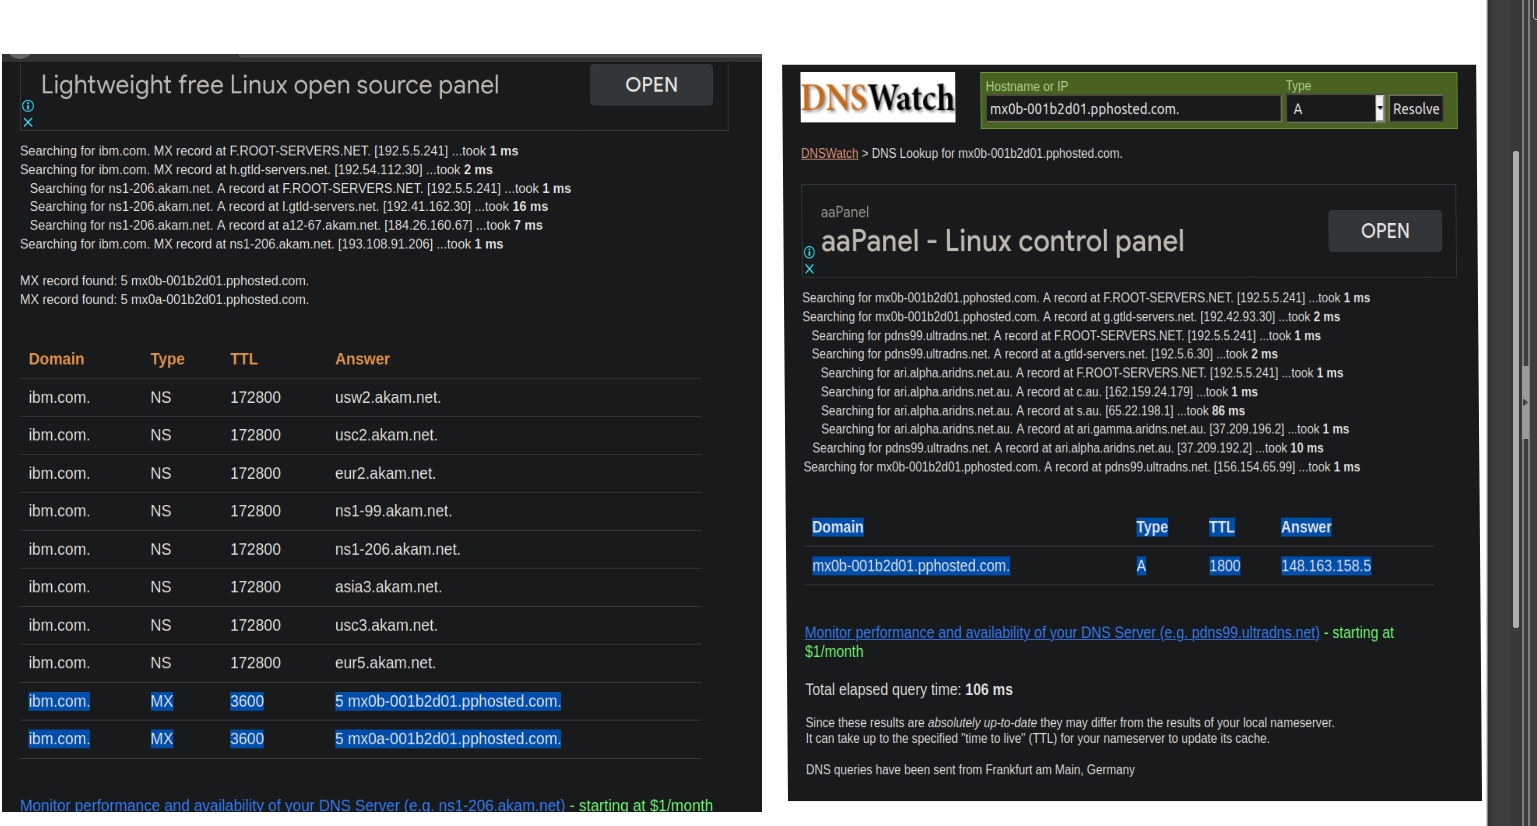 Lightweight free Linux open source panel
OPEN
Searching for ibm.com. MX record at F.ROOT-SERVERS.NET. [192.5.5.241] ...took 1 ms
Searching for ibm.com. MX record at h.gtld-servers.net. [192.54.112.30] ...took 2 ms
Searching for ns1-206.akam.net. A record at F.ROOT-SERVERS.NET. [192.5.5.241] ...took 1 ms
Searching for ns1-206.akam.net. A record at l.gtld-servers.net. [192.41.162.30] ...took 16 ms
Searching for ns1-206.akam.net. A record at a12-67.akam.net. [184.26.160.67] ...took 7 ms
Searching for ibm.com. MX record at ns1-206.akam.net. [193.108.91.206] ...took 1 ms
MX record found: 5 mx0b-001b2d01.pphosted.com.
MX record found: 5 mx0a-001b2d01.pphosted.com.
Domain Type TTL Answer
ibm.com. NS 172800 usw2.akam.net.
ibm.com. NS 172800 usc2.akam.net.
ibm.com. NS 172800 eur2.akam.net.
ibm.com. NS 172800 ns1-99.akam.net.
ibm.com. NS 172800 ns1-206.akam.net.
ibm.com. NS 172800 asia3.akam.net.
ibm.com. NS 172800 usc3.akam.net.
ibm.com. NS 172800 eur5.akam.net.
ibm.com. MX 3600 5 mx0b-001b2d01.pphosted.com.
ibm.com. MX 3600 5 mx0a-001b2d01.pphosted.com.
Monitor performance and availability of your DNS Server (e.g. ns1-206.akam.net) - starting at $1/month
DNSWatch
Hostname or IP Type
mx0b-001b2d01.pphosted.com. A Resolve
DNSWatch > DNS Lookup for mx0b-001b2d01.pphosted.com.
aaPanel
aaPanel - Linux control panel
OPEN
Searching for mx0b-001b2d01.pphosted.com. A record at F.ROOT-SERVERS.NET. [192.5.5.241] ...took 1 ms
Searching for mx0b-001b2d01.pphosted.com. A record at g.gtld-servers.net. [192.42.93.30] ...took 2 ms
Searching for pdns99.ultradns.net. A record at F.ROOT-SERVERS.NET. [192.5.5.241] ...took 1 ms
Searching for pdns99.ultradns.net. A record at a.gtld-servers.net. [192.5.6.30] ...took 2 ms
Searching for ari.alpha.aridns.net.au. A record at F.ROOT-SERVERS.NET. [192.5.5.241] ...took 1 ms
Searching for ari.alpha.aridns.net.au. A record at c.au. [162.159.24.179] ...took 1 ms
Searching for ari.alpha.aridns.net.au. A record at s.au. [65.22.198.1] ...took 86 ms
Searching for ari.alpha.aridns.net.au. A record at ari.gamma.aridns.net.au. [37.209.196.2] ...took 1 ms
Searching for pdns99.ultradns.net. A record at ari.alpha.aridns.net.au. [37.209.192.2] ...took 10 ms
Searching for mx0b-001b2d01.pphosted.com. A record at pdns99.ultradns.net. [156.154.65.99] ...took 1 ms
Domain Type TTL Answer
mx0b-001b2d01.pphosted.com. A 1800 148.163.158.5
Monitor performance and availability of your DNS Server (e.g. pdns99.ultradns.net) - starting at
$1/month
Total elapsed query time: 106 ms
Since these results are absolutely up-to-date they may differ from the results of your local nameserver.
It can take up to the specified "time to live" (TTL) for your nameserver to update its cache.
DNS queries have been sent from Frankfurt am Main, Germany